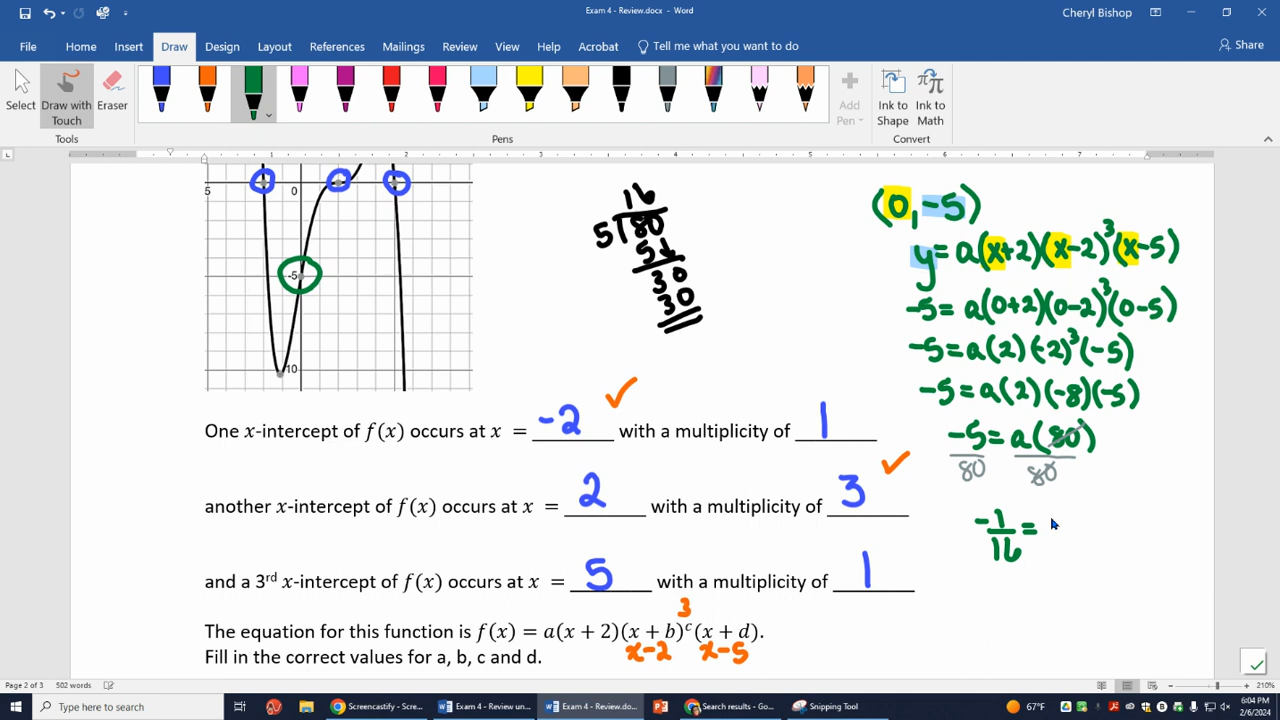 Exam 4 - Review.docx - Word
Cheryl Bishop
File Home Insert Draw Design Layout References Mailings Review View Help Acrobat Tell me what you want to do Share
Select
Draw with Touch
Eraser
Add Pen
Ink to Shape
Ink to Math
Tools
Pens
Convert
1 1 2 3 4 5 6 7
5 0
-5
-10
16
5 80
5
30
30
(0, -5)
y = a(x+2)(x-2)³(x-5)
-5 = a(0+2)(0-2)³(0-5)
-5 = a(2)(-2)³(-5)
-5 = a(2)(-8)(-5)
-5 = a(80)
80 80
-1/16 =
One x-intercept of f(x) occurs at x = -2 ✓ with a multiplicity of 1
another x-intercept of f(x) occurs at x = 2 with a multiplicity of 3 ✓
and a 3rd x-intercept of f(x) occurs at x = 5 with a multiplicity of 1
3
The equation for this function is f(x) = a(x + 2)(x + b)ᶜ(x + d).
x-2 x-5
Fill in the correct values for a, b, c and d.
Page 2 of 3 502 words
210%
Type here to search
Screencastify - Scre...
Exam 4 - Review un...
Exam 4 - Review.do...
Search results - Go...
Snipping Tool
67°F
6:04 PM
2/6/2024